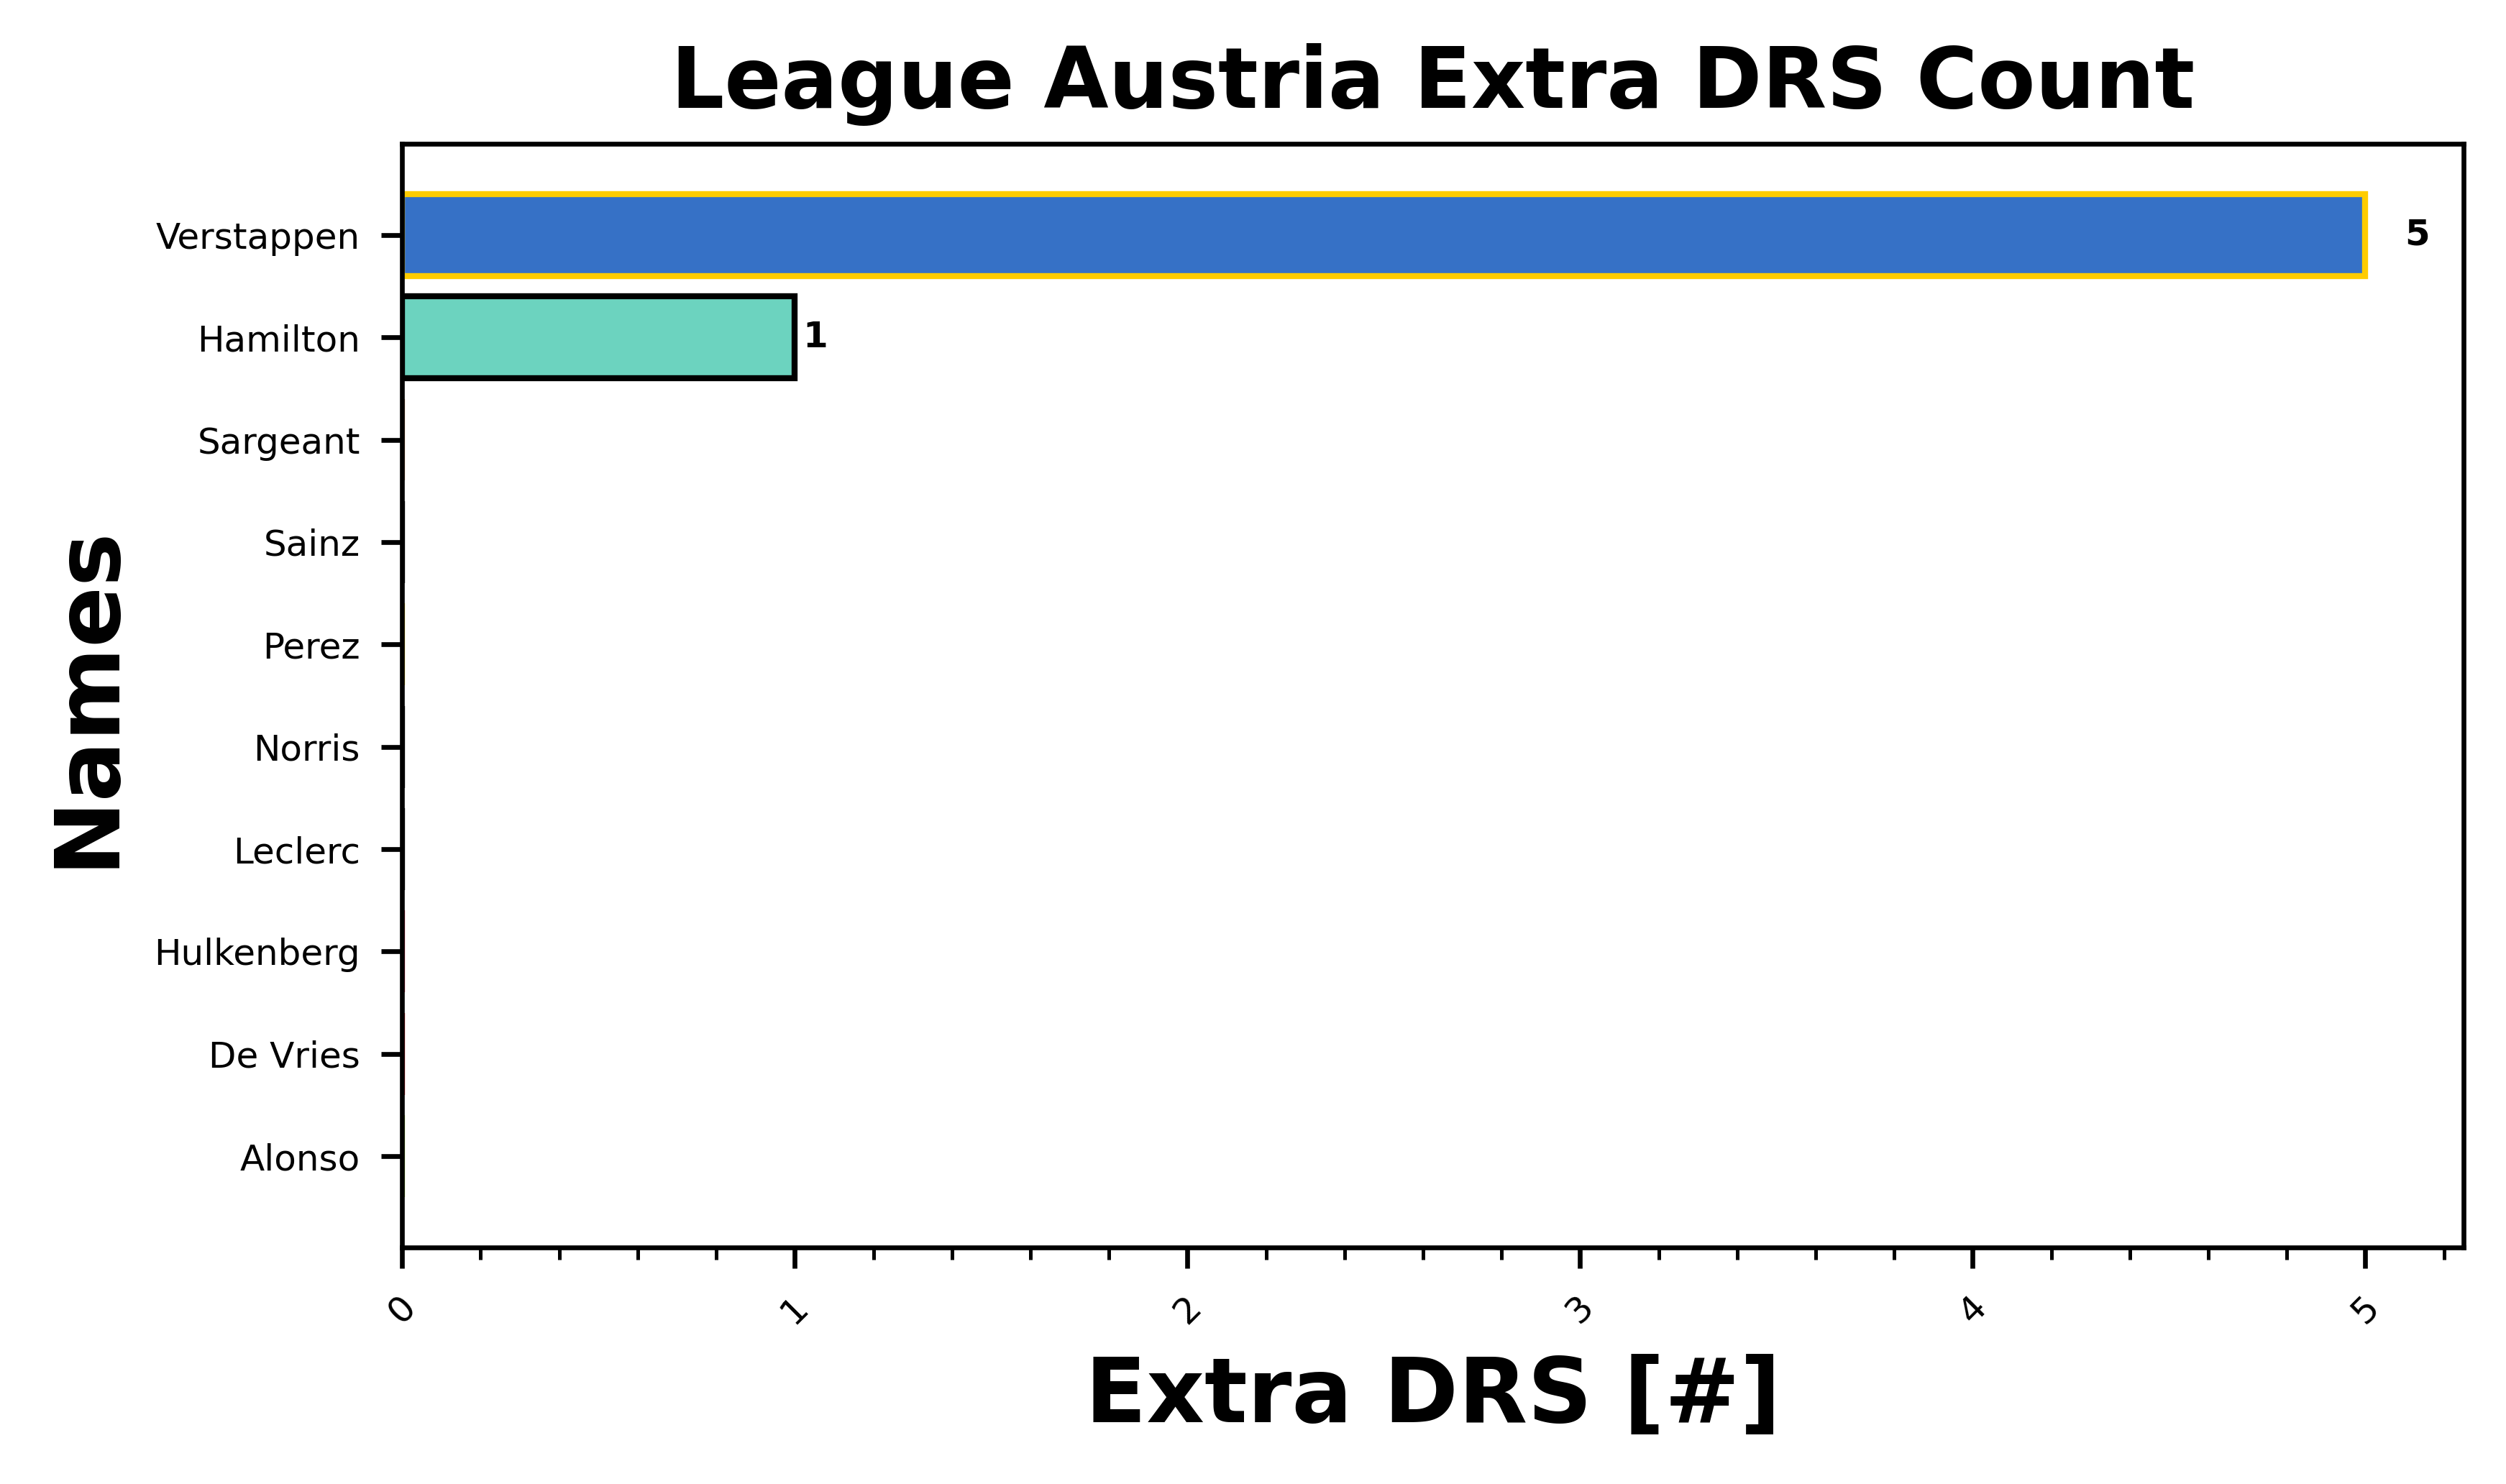 League Austria Extra DRS Count
Names
Verstappen
5
Hamilton
1
Sargeant
Sainz
Perez
Norris
Leclerc
Hulkenberg
De Vries
Alonso
0 1 2 3 4 5
Extra DRS [#]